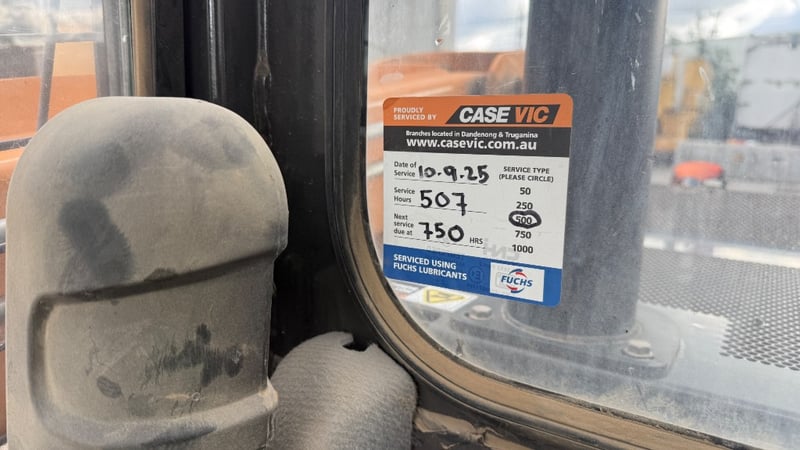 PROUDLY
SERVICED BY
CASE VIC
Branches located in Dandenong & Truganina
www.casevic.com.au
Date of
Service 10.9.25
Service
Hours 507
Next
service
due at 750 HRS
SERVICE TYPE
(PLEASE CIRCLE)
50
250
500
750
1000
SERVICED USING
FUCHS LUBRICANTS
FUCHS